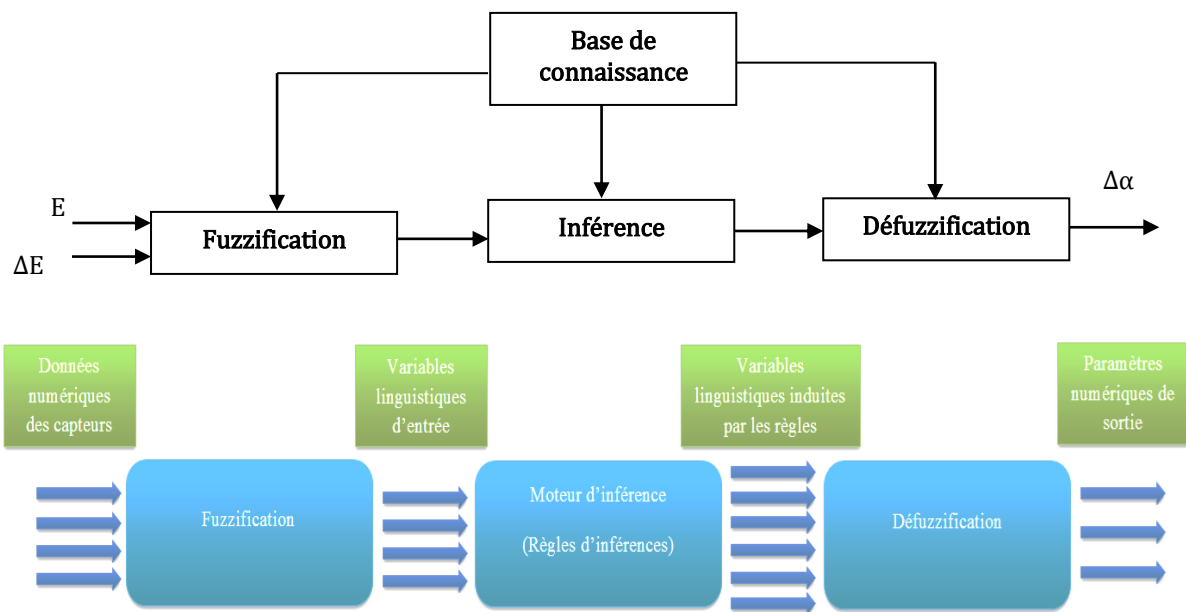 Base de
connaissance
E
ΔE
Fuzzification
Inférence
Défuzzification
Δα
Données
numériques
des capteurs
Variables
linguistiques
d'entrée
Variables
linguistiques induites
par les règles
Paramètres
numériques de
sortie
Fuzzification
Moteur d'inférence
(Règles d'inférences)
Défuzzification